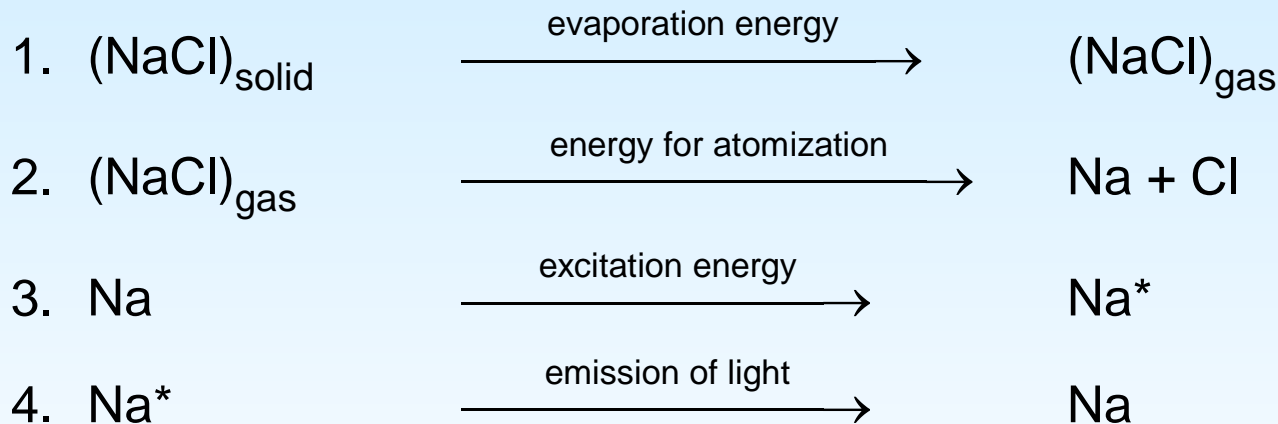 1. (NaCl)solid evaporation energy → (NaCl)gas
2. (NaCl)gas energy for atomization → Na + Cl
3. Na excitation energy → Na*
4. Na* emission of light → Na